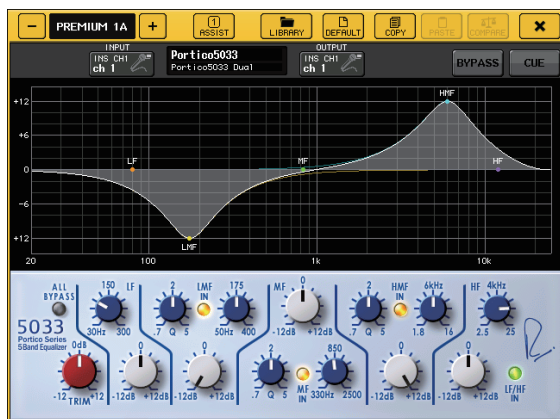 − PREMIUM 1A + 1 ASSIST LIBRARY DEFAULT COPY PASTE COMPARE ×
INPUT
INS CH1
ch 1
Portico5033
Portico5033 Dual
OUTPUT
INS CH1
ch 1
BYPASS CUE
+12
+6
0
−6
+12
LF LMF MF HMF HF
20 100 1k 10k
ALL BYPASS
5033
Portico Series
5Band Equalizer
150 LF
30Hz 300
2
.7 Q 5
LMF IN
175
50Hz 400
MF 0
-12dB +12dB
2
.7 Q 5
HMF IN
6kHz
1.8 16
HF 4kHz
2.5 25
0dB
-12 +12
TRIM
0
-12dB +12dB
0
-12dB +12dB
2
.7 Q 5
MF IN
850
330Hz 2500
0
-12dB +12dB
0
-12dB +12dB
LF/HF IN